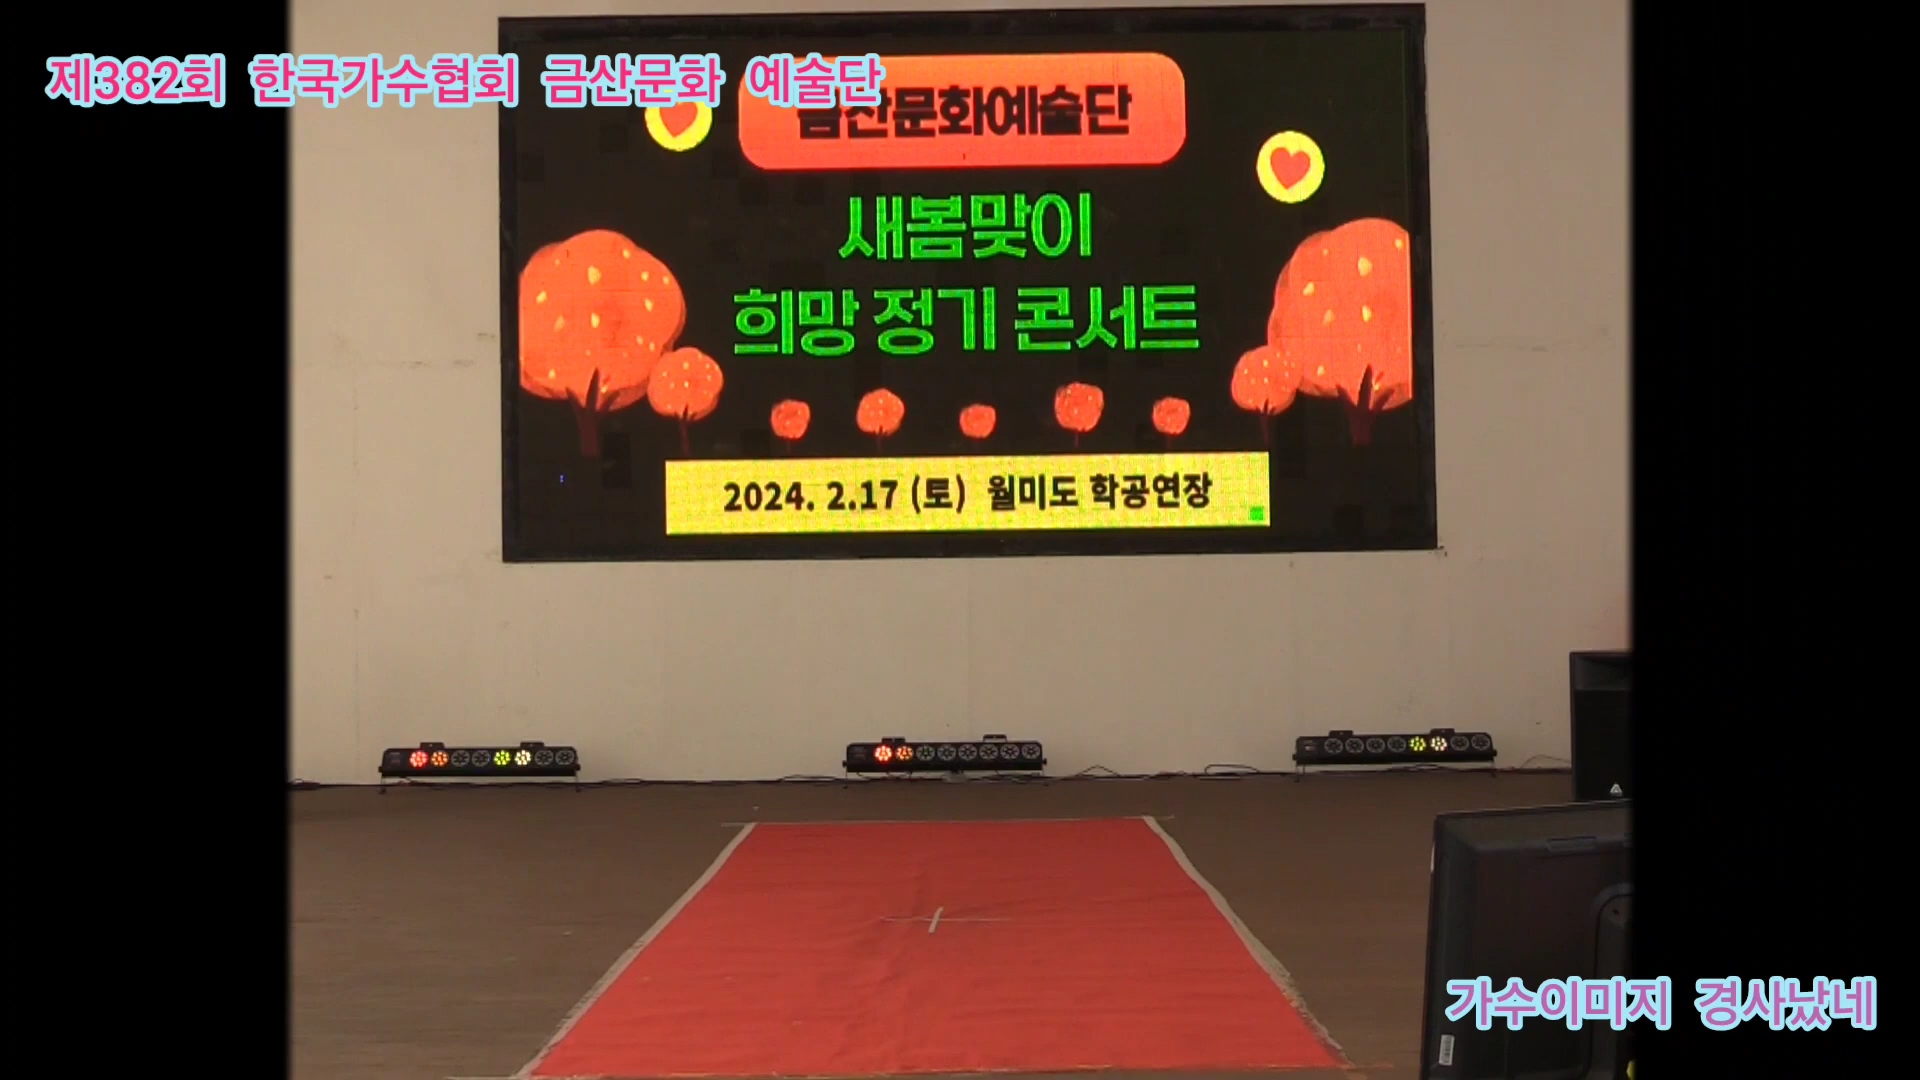 제382회 한국가수협회 금산문화 예술단
금산문화예술단
새봄맞이
희망 정기 콘서트
2024. 2.17 (토) 월미도 학공연장
가수이미지 경사났네